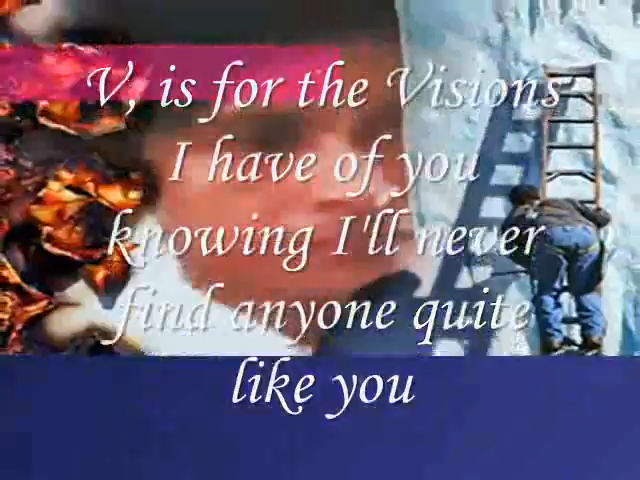 V, is for the Visions
I have of you
knowing I'll never
find anyone quite
like you